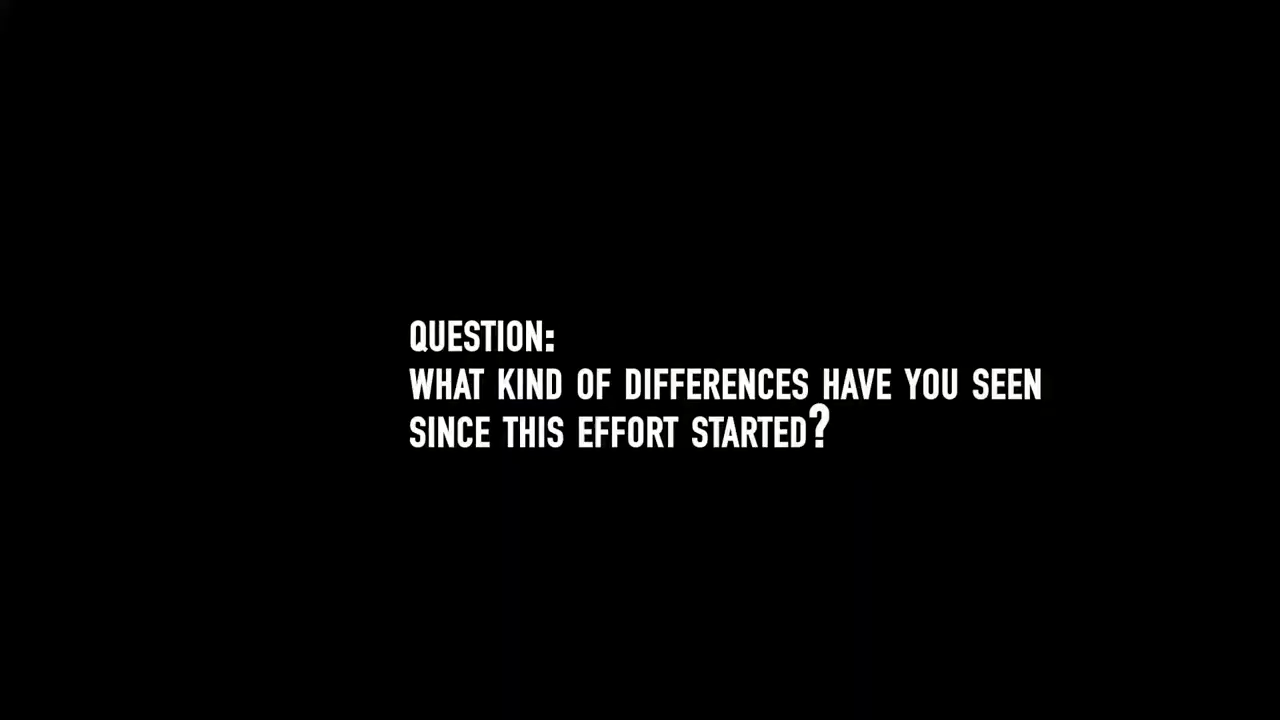 QUESTION:
WHAT KIND OF DIFFERENCES HAVE YOU SEEN
SINCE THIS EFFORT STARTED?